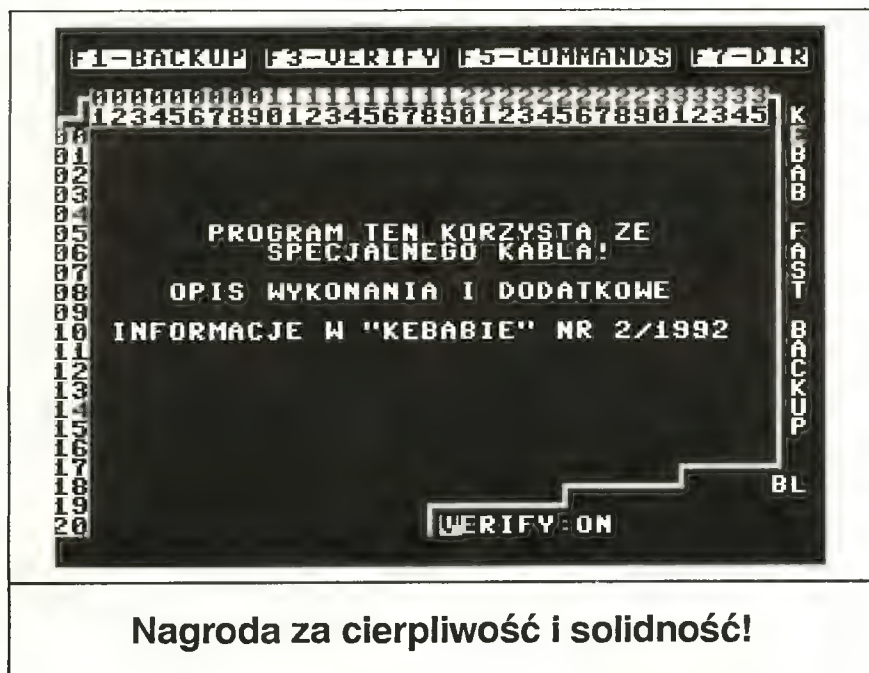 F1-BACKUP F3-VERIFY F5-COMMANDS F7-DIR
00000000011111111112222222222333333
12345678901234567890123456789012345
00
01
02
03
04
05
06
07
08
09
10
11
12
13
14
15
16
17
18
19
20
PROGRAM TEN KORZYSTA ZE
SPECJALNEGO KABLA!
OPIS WYKONANIA I DODATKOWE
INFORMACJE W "KEBABIE" NR 2/1992
KEBAB FAST BACKUP
BL
VERIFY:ON
Nagroda za cierpliwość i solidność!